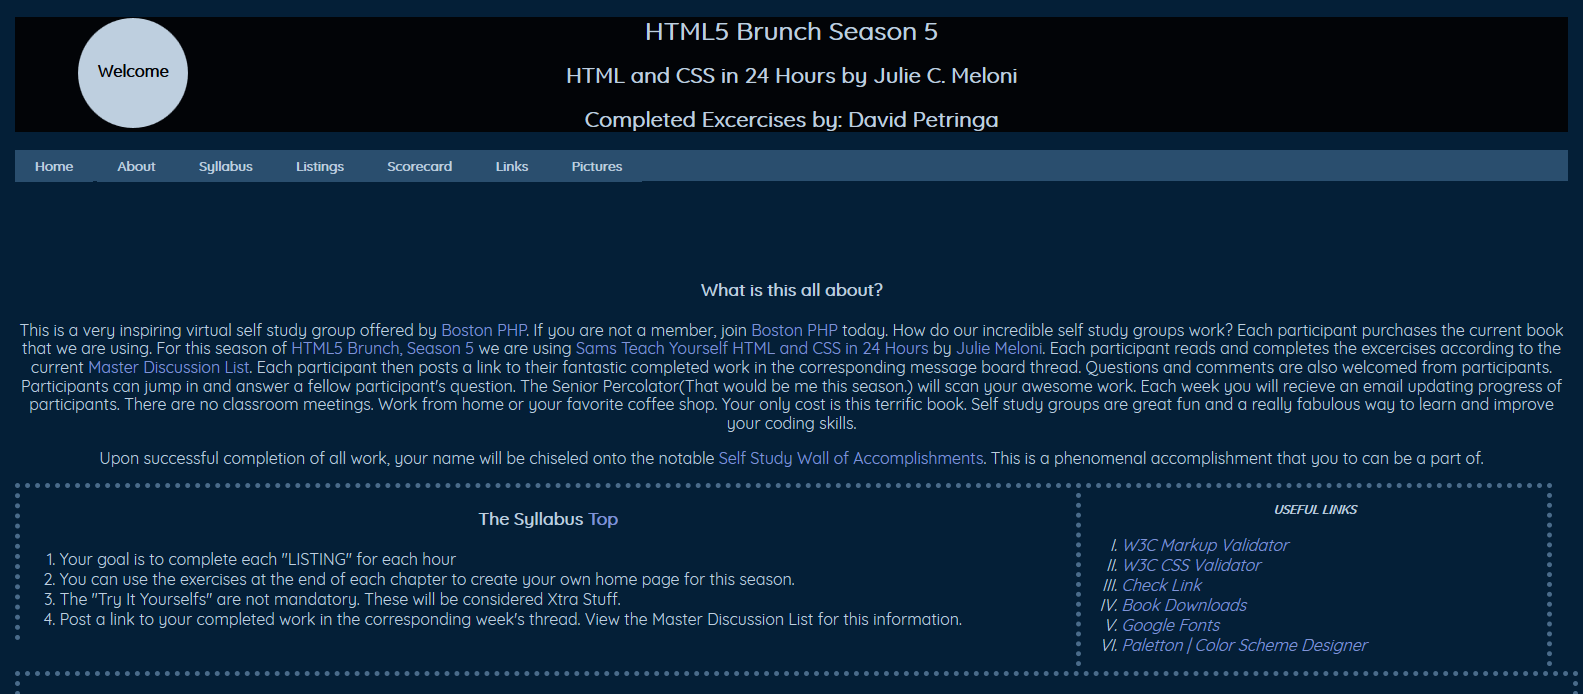 Welcome
HTML5 Brunch Season 5
HTML and CSS in 24 Hours by Julie C. Meloni
Completed Excercises by: David Petringa
Home About Syllabus Listings Scorecard Links Pictures
What is this all about?
This is a very inspiring virtual self study group offered by Boston PHP. If you are not a member, join Boston PHP today. How do our incredible self study groups work? Each participant purchases the current book
that we are using. For this season of HTML5 Brunch, Season 5 we are using Sams Teach Yourself HTML and CSS in 24 Hours by Julie Meloni. Each participant reads and completes the excercises according to the
current Master Discussion List. Each participant then posts a link to their fantastic completed work in the corresponding message board thread. Questions and comments are also welcomed from participants.
Participants can jump in and answer a fellow participant's question. The Senior Percolator(That would be me this season.) will scan your awesome work. Each week you will recieve an email updating progress of
participants. There are no classroom meetings. Work from home or your favorite coffee shop. Your only cost is this terrific book. Self study groups are great fun and a really fabulous way to learn and improve
your coding skills.
Upon successful completion of all work, your name will be chiseled onto the notable Self Study Wall of Accomplishments. This is a phenomenal accomplishment that you to can be a part of.
The Syllabus Top
1. Your goal is to complete each "LISTING" for each hour
2. You can use the exercises at the end of each chapter to create your own home page for this season.
3. The "Try It Yourselfs" are not mandatory. These will be considered Xtra Stuff.
4. Post a link to your completed work in the corresponding week's thread. View the Master Discussion List for this information.
USEFUL LINKS
I. W3C Markup Validator
II. W3C CSS Validator
III. Check Link
IV. Book Downloads
V. Google Fonts
VI. Paletton | Color Scheme Designer